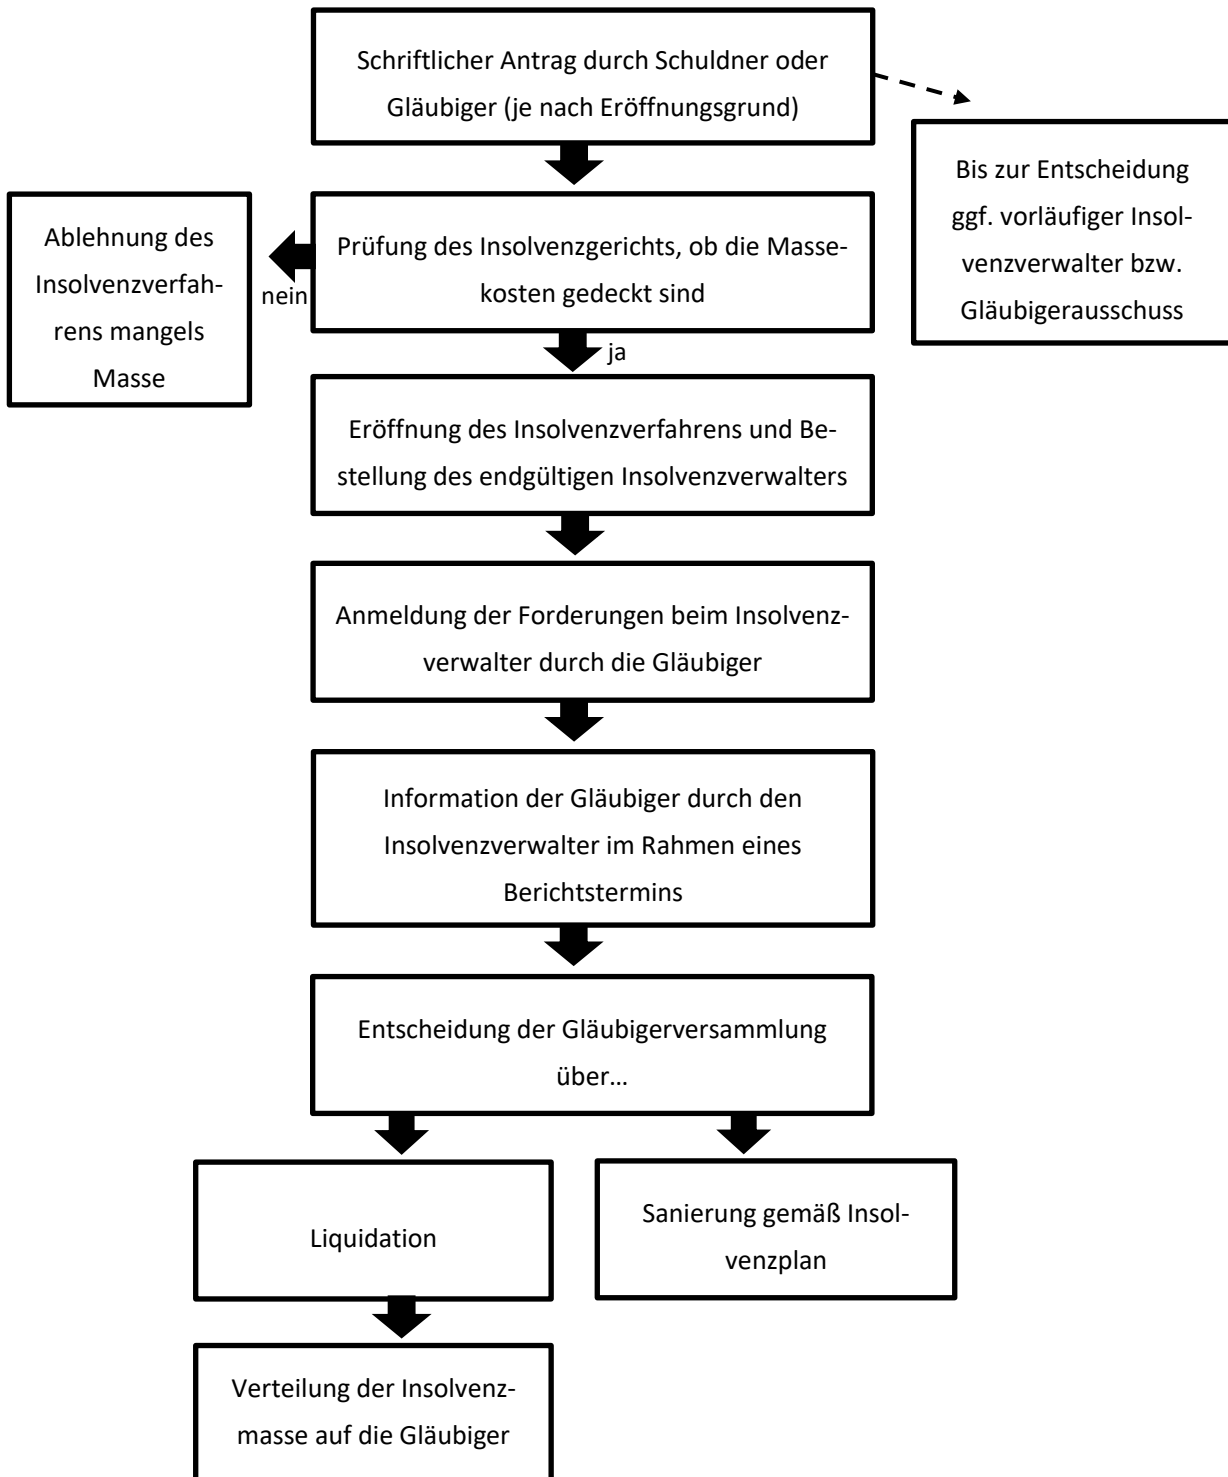 Schriftlicher Antrag durch Schuldner oder
Gläubiger (je nach Eröffnungsgrund)
Bis zur Entscheidung
ggf. vorläufiger Insol-
venzverwalter bzw.
Gläubigerausschuss
Prüfung des Insolvenzgerichts, ob die Masse-
kosten gedeckt sind
nein
Ablehnung des
Insolvenzverfah-
rens mangels
Masse
ja
Eröffnung des Insolvenzverfahrens und Be-
stellung des endgültigen Insolvenzverwalters
Anmeldung der Forderungen beim Insolvenz-
verwalter durch die Gläubiger
Information der Gläubiger durch den
Insolvenzverwalter im Rahmen eines
Berichtstermins
Entscheidung der Gläubigerversammlung
über…
Liquidation
Sanierung gemäß Insol-
venzplan
Verteilung der Insolvenz-
masse auf die Gläubiger